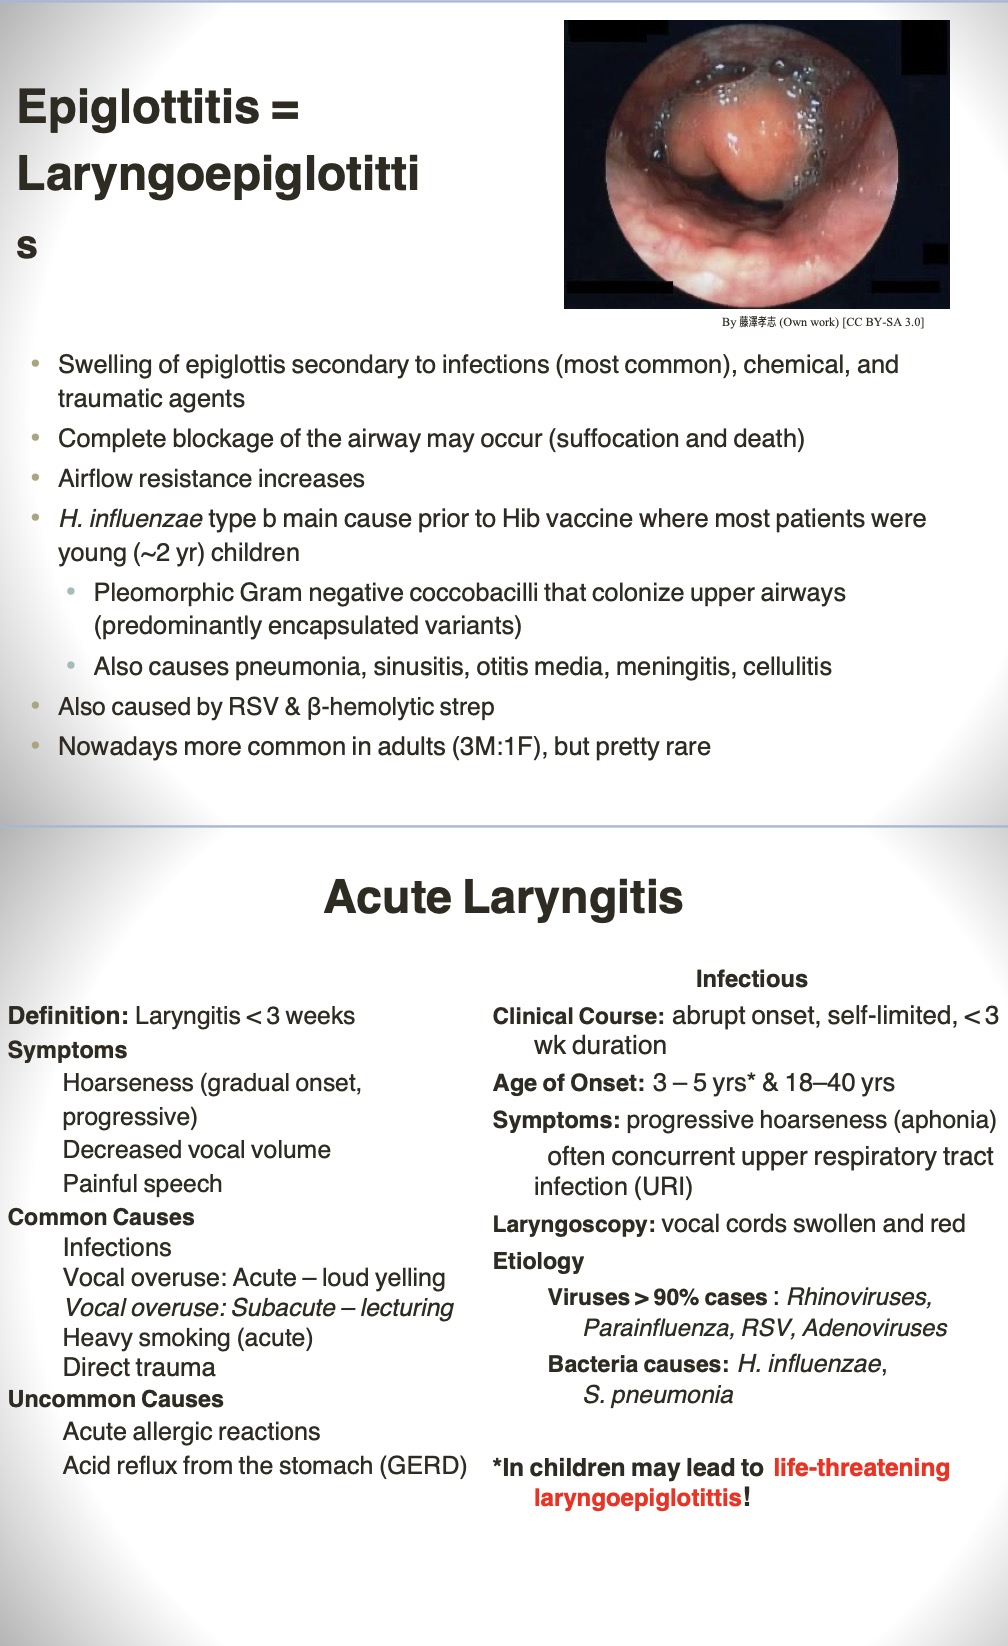 Epiglottitis =
Laryngoepiglotitti
s
By 藤澤孝志 (Own work) [CC BY-SA 3.0]
• Swelling of epiglottis secondary to infections (most common), chemical, and
traumatic agents
• Complete blockage of the airway may occur (suffocation and death)
• Airflow resistance increases
• H. influenzae type b main cause prior to Hib vaccine where most patients were
young (~2 yr) children
• Pleomorphic Gram negative coccobacilli that colonize upper airways
(predominantly encapsulated variants)
• Also causes pneumonia, sinusitis, otitis media, meningitis, cellulitis
• Also caused by RSV & β-hemolytic strep
• Nowadays more common in adults (3M:1F), but pretty rare
Acute Laryngitis
Definition: Laryngitis < 3 weeks
Symptoms
Hoarseness (gradual onset,
progressive)
Decreased vocal volume
Painful speech
Common Causes
Infections
Vocal overuse: Acute – loud yelling
Vocal overuse: Subacute – lecturing
Heavy smoking (acute)
Direct trauma
Uncommon Causes
Acute allergic reactions
Acid reflux from the stomach (GERD)
Infectious
Clinical Course: abrupt onset, self-limited, < 3
wk duration
Age of Onset: 3 – 5 yrs* & 18–40 yrs
Symptoms: progressive hoarseness (aphonia)
often concurrent upper respiratory tract
infection (URI)
Laryngoscopy: vocal cords swollen and red
Etiology
Viruses > 90% cases : Rhinoviruses,
Parainfluenza, RSV, Adenoviruses
Bacteria causes: H. influenzae,
S. pneumonia
*In children may lead to life-threatening
laryngoepiglotittis!